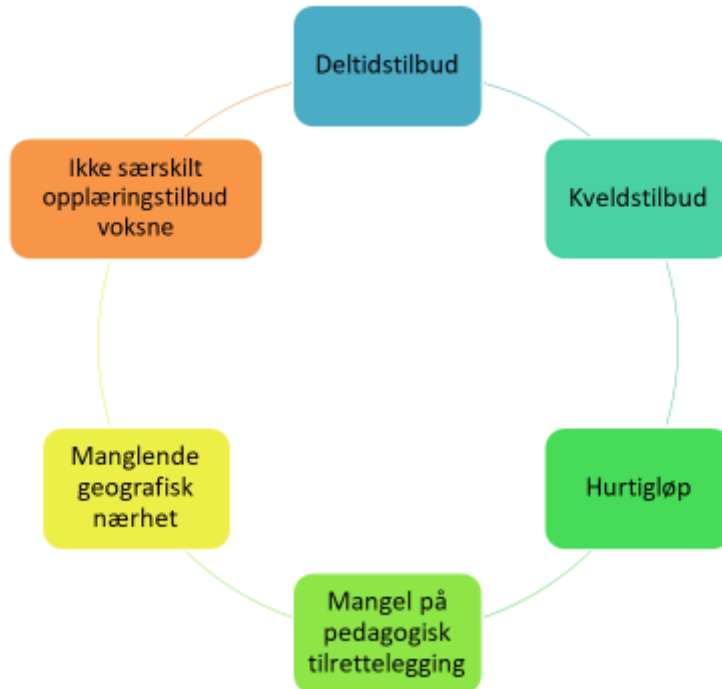 Deltidstilbud
Kveldstilbud
Hurtigløp
Mangel på
pedagogisk
tilrettelegging
Manglende
geografisk
nærhet
Ikke særskilt
opplæringstilbud
voksne